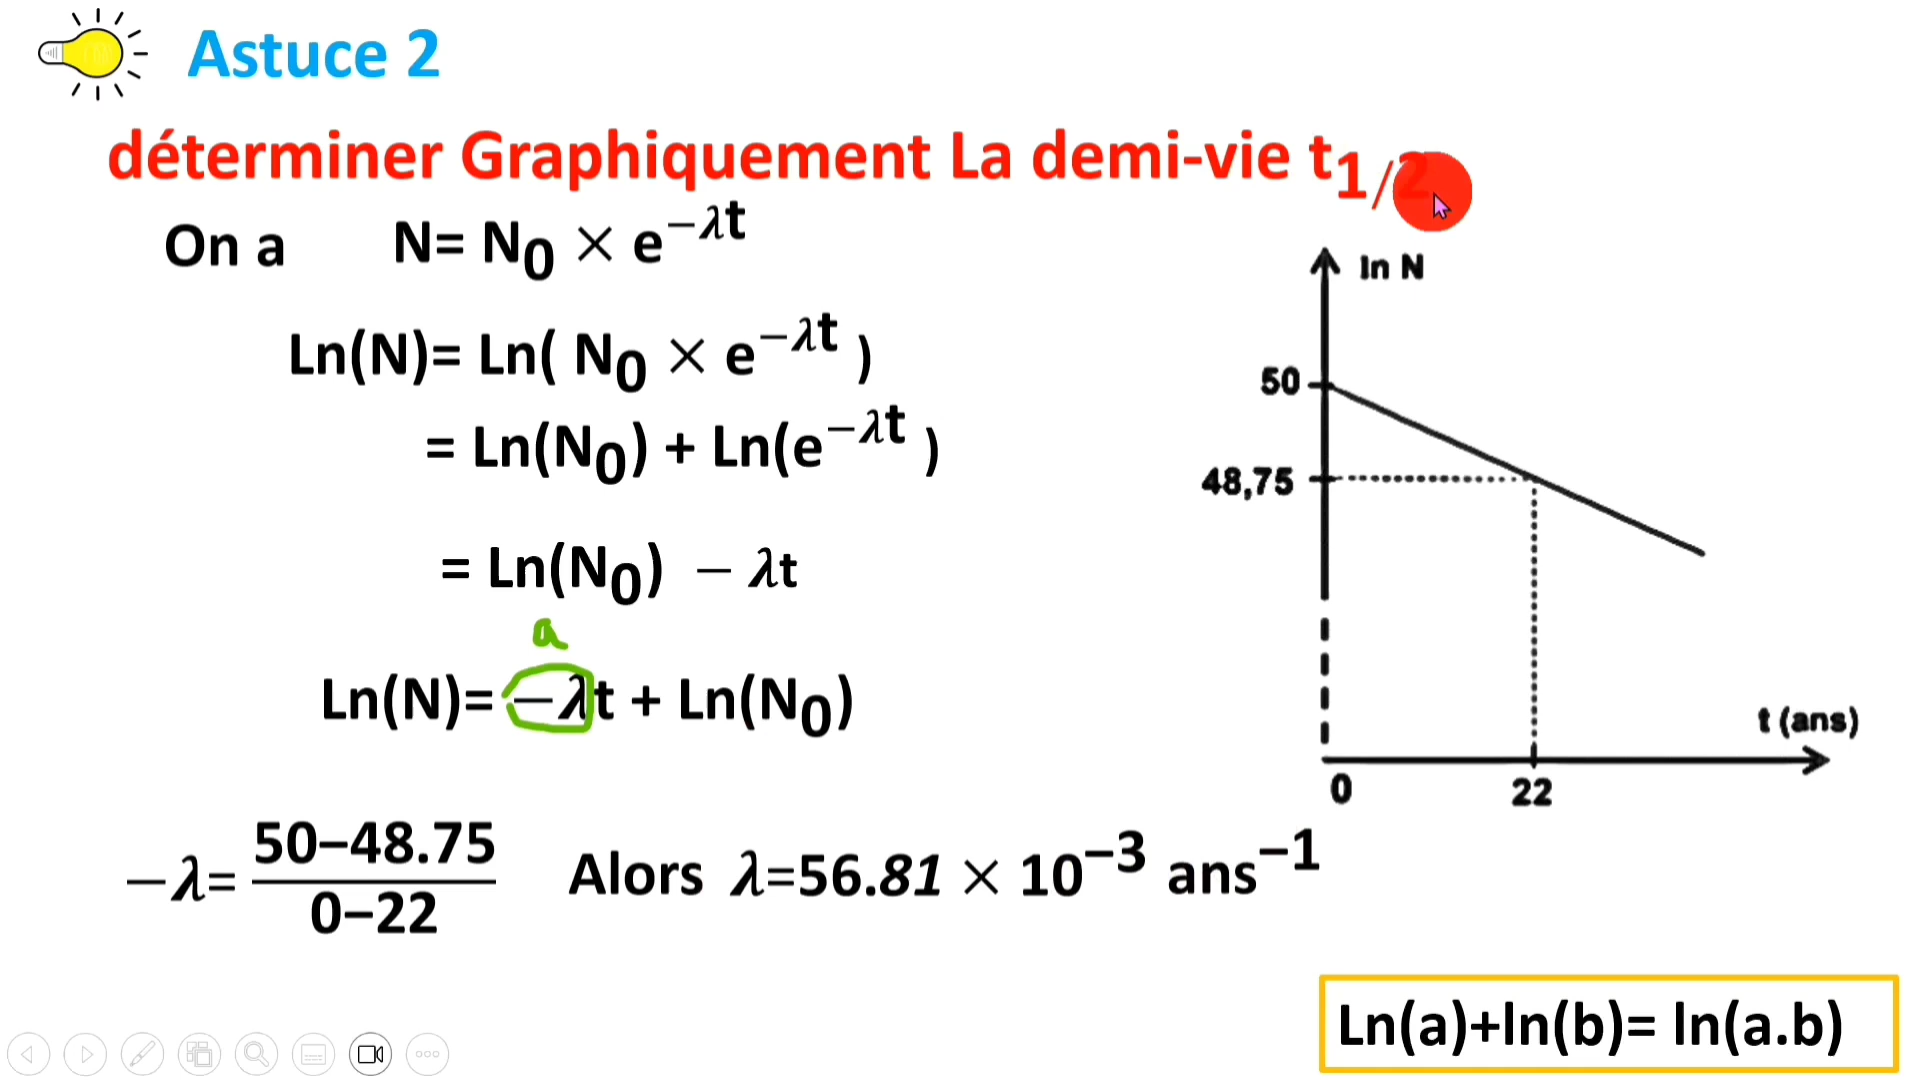 Astuce 2
déterminer Graphiquement La demi-vie t1/2
On a N= N0 × e^−λt
Ln(N)= Ln( N0 × e^−λt )
= Ln(N0) + Ln(e^−λt )
= Ln(N0) − λt
a
Ln(N)= −λt + Ln(N0)
−λ= 50−48.75 / 0−22 Alors λ=56.81 × 10^−3 ans^−1
ln N
50
48,75
t (ans)
0 22
Ln(a)+ln(b)= ln(a.b)